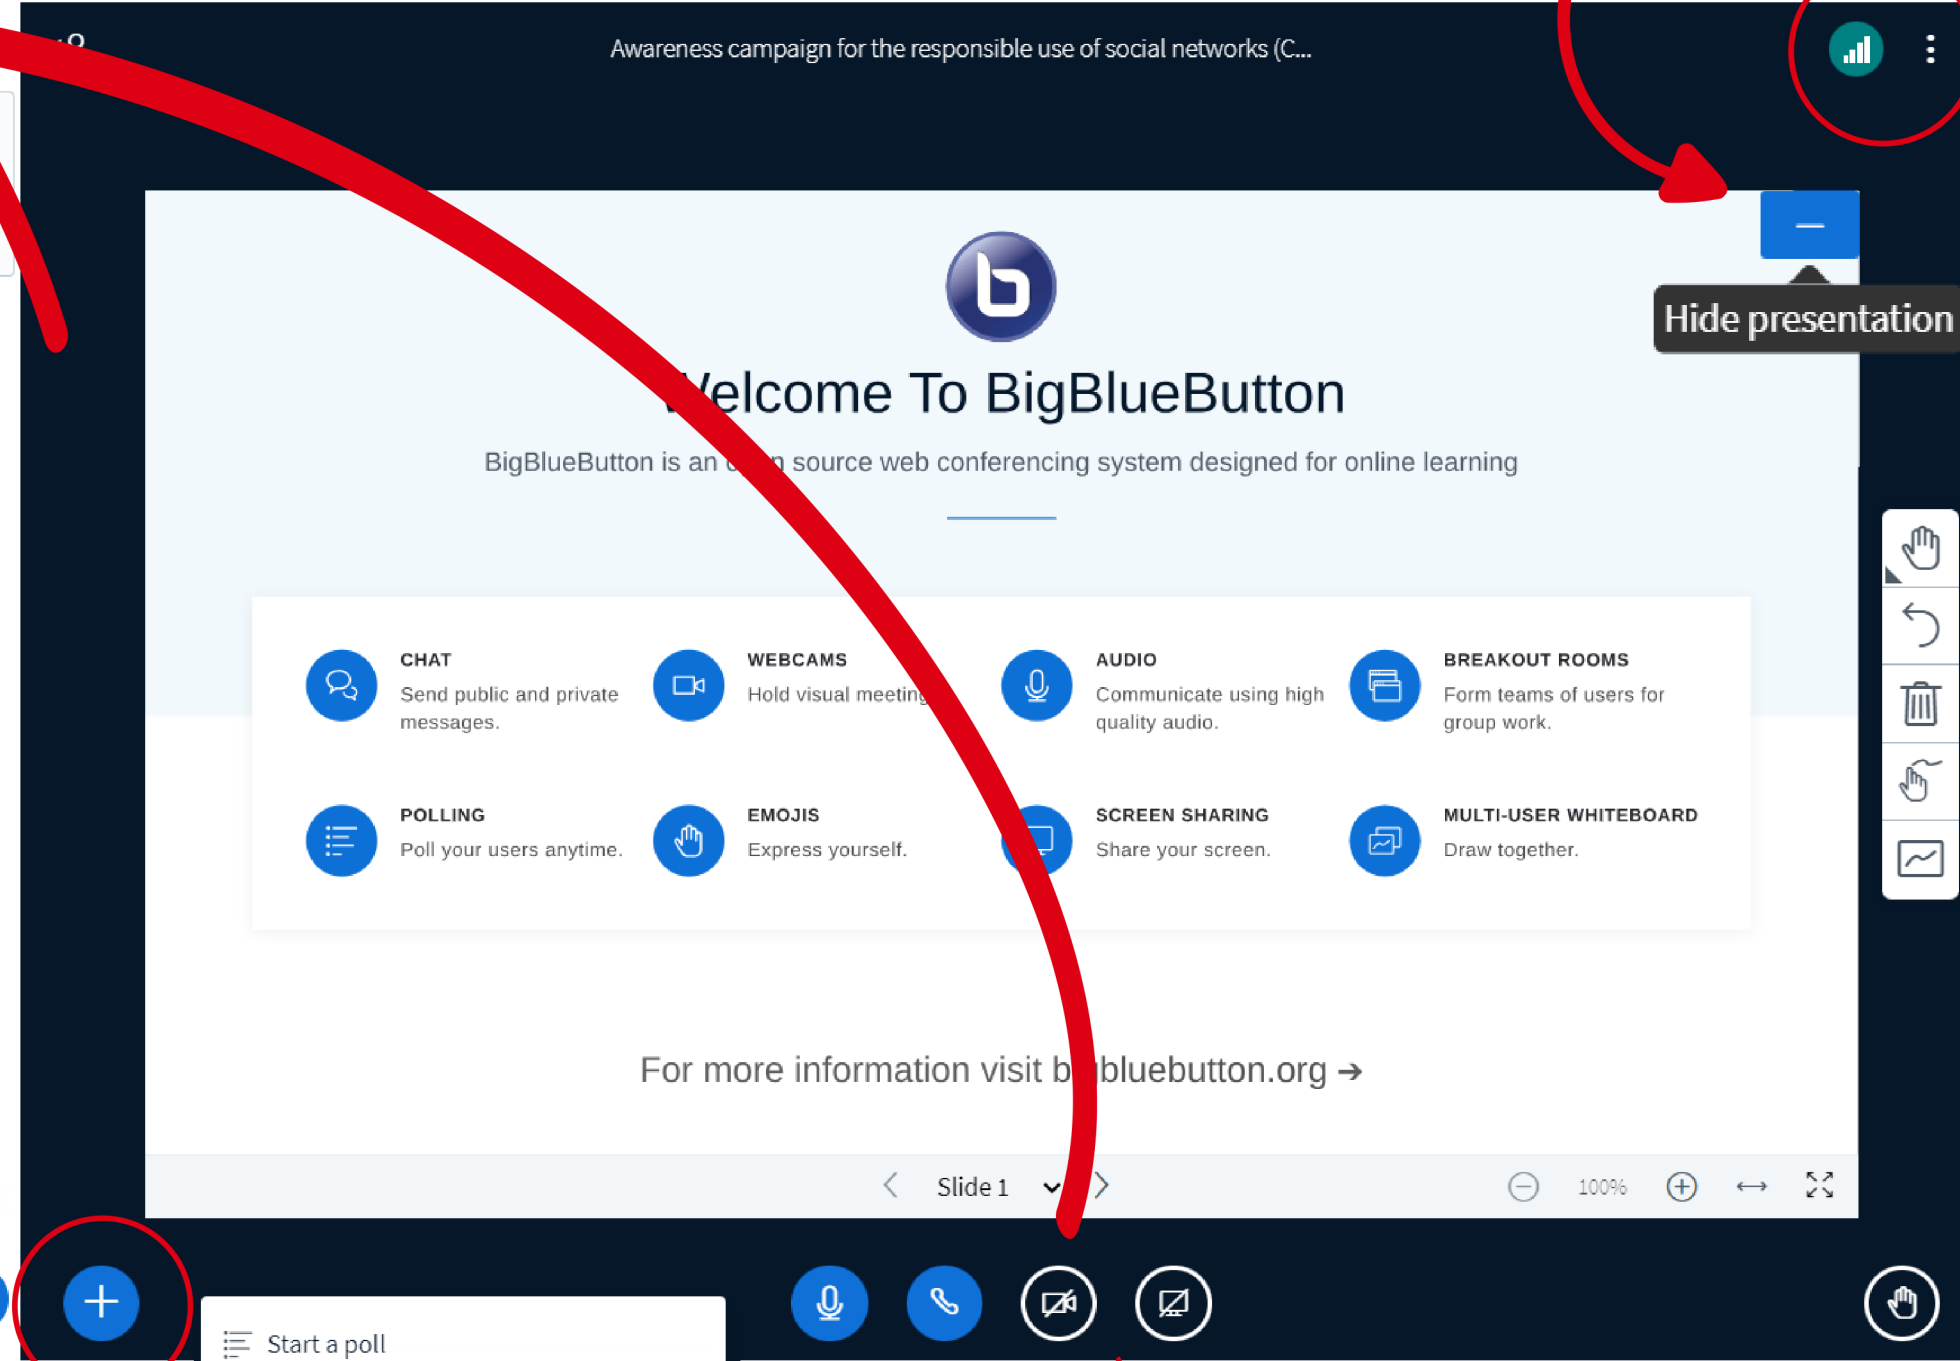 Awareness campaign for the responsible use of social networks (C...
Hide presentation
Welcome To BigBlueButton
BigBlueButton is an open source web conferencing system designed for online learning
CHAT
Send public and private
messages.
WEBCAMS
Hold visual meeting
AUDIO
Communicate using high
quality audio.
BREAKOUT ROOMS
Form teams of users for
group work.
POLLING
Poll your users anytime.
EMOJIS
Express yourself.
SCREEN SHARING
Share your screen.
MULTI-USER WHITEBOARD
Draw together.
For more information visit bigbluebutton.org →
Slide 1
100%
Start a poll